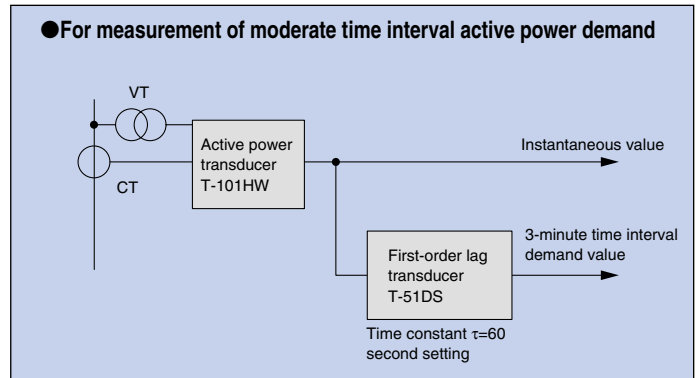 ●For measurement of moderate time interval active power demand
VT
CT
Active power
transducer
T-101HW
Instantaneous value
First-order lag
transducer
T-51DS
3-minute time interval
demand value
Time constant τ=60
second setting